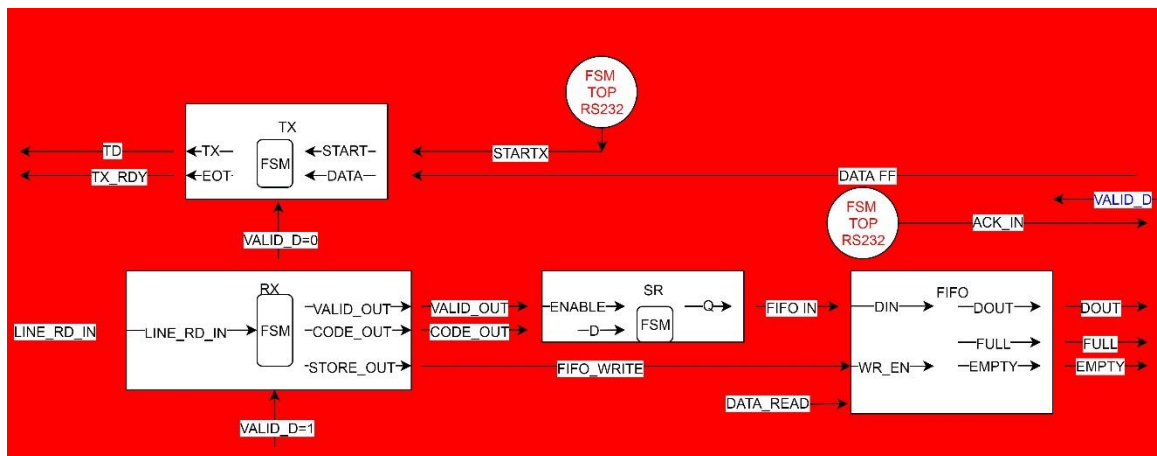 FSM
TOP
RS232
TX
TD
TX
FSM
START
STARTX
TX_RDY
EOT
DATA
DATA FF
VALID_D
FSM
TOP
RS232
ACK_IN
VALID_D=0
RX
SR
FIFO
LINE_RD_IN
LINE_RD_IN
FSM
VALID_OUT
VALID_OUT
ENABLE
Q
FIFO IN
DIN
DOUT
DOUT
CODE_OUT
CODE_OUT
D
FSM
FULL
FULL
STORE_OUT
FIFO_WRITE
WR_EN
EMPTY
EMPTY
DATA_READ
VALID_D=1